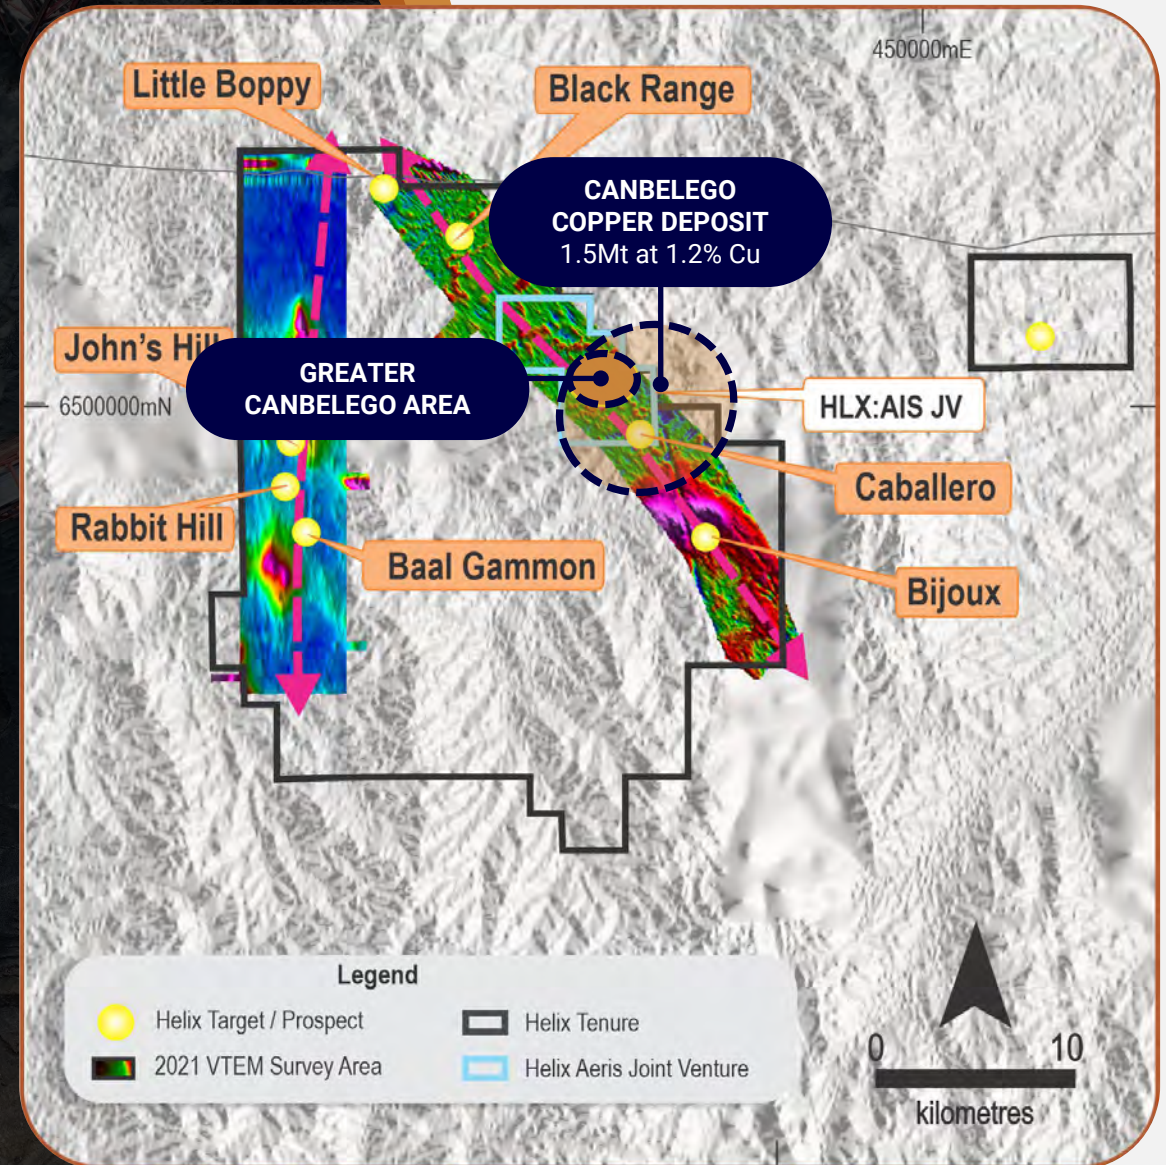 450000mE
Little Boppy
Black Range
CANBELEGO
COPPER DEPOSIT
1.5Mt at 1.2% Cu
John's Hill
GREATER
CANBELEGO AREA
6500000mN
HLX:AIS JV
Caballero
Rabbit Hill
Baal Gammon
Bijoux
Legend
Helix Target / Prospect
Helix Tenure
2021 VTEM Survey Area
Helix Aeris Joint Venture
0 10
kilometres